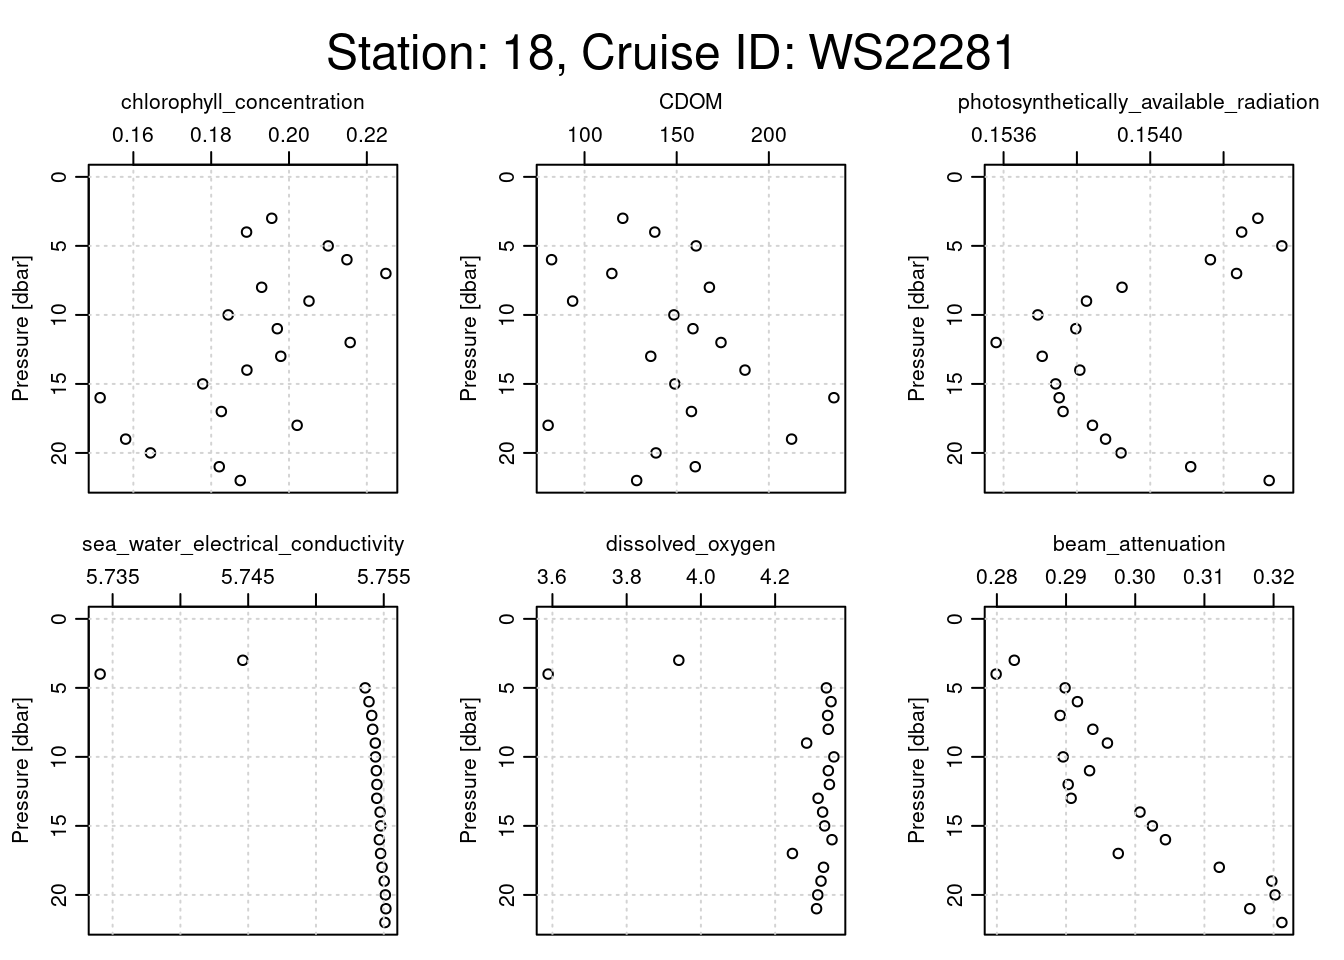 Station: 18, Cruise ID: WS22281
chlorophyll_concentration
0.16 0.18 0.20 0.22
Pressure [dbar]
0
5
10
15
20
CDOM
100 150 200
Pressure [dbar]
0
5
10
15
20
photosynthetically_available_radiation
0.1536 0.1540
Pressure [dbar]
0
5
10
15
20
sea_water_electrical_conductivity
5.735 5.745 5.755
Pressure [dbar]
0
5
10
15
20
dissolved_oxygen
3.6 3.8 4.0 4.2
Pressure [dbar]
0
5
10
15
20
beam_attenuation
0.28 0.29 0.30 0.31 0.32
Pressure [dbar]
0
5
10
15
20